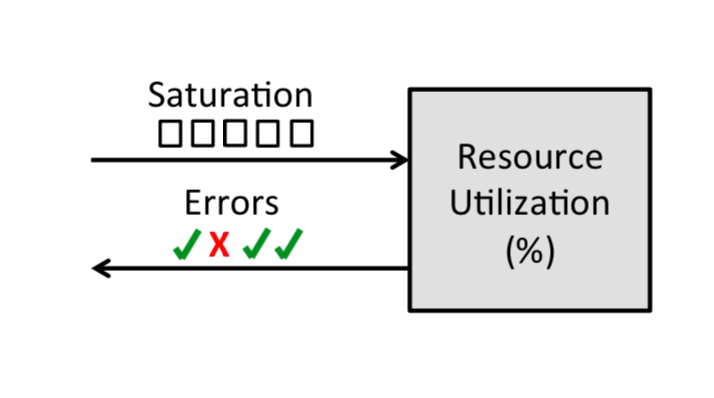 Saturation
Errors
X
Resource
Utilization
(%)